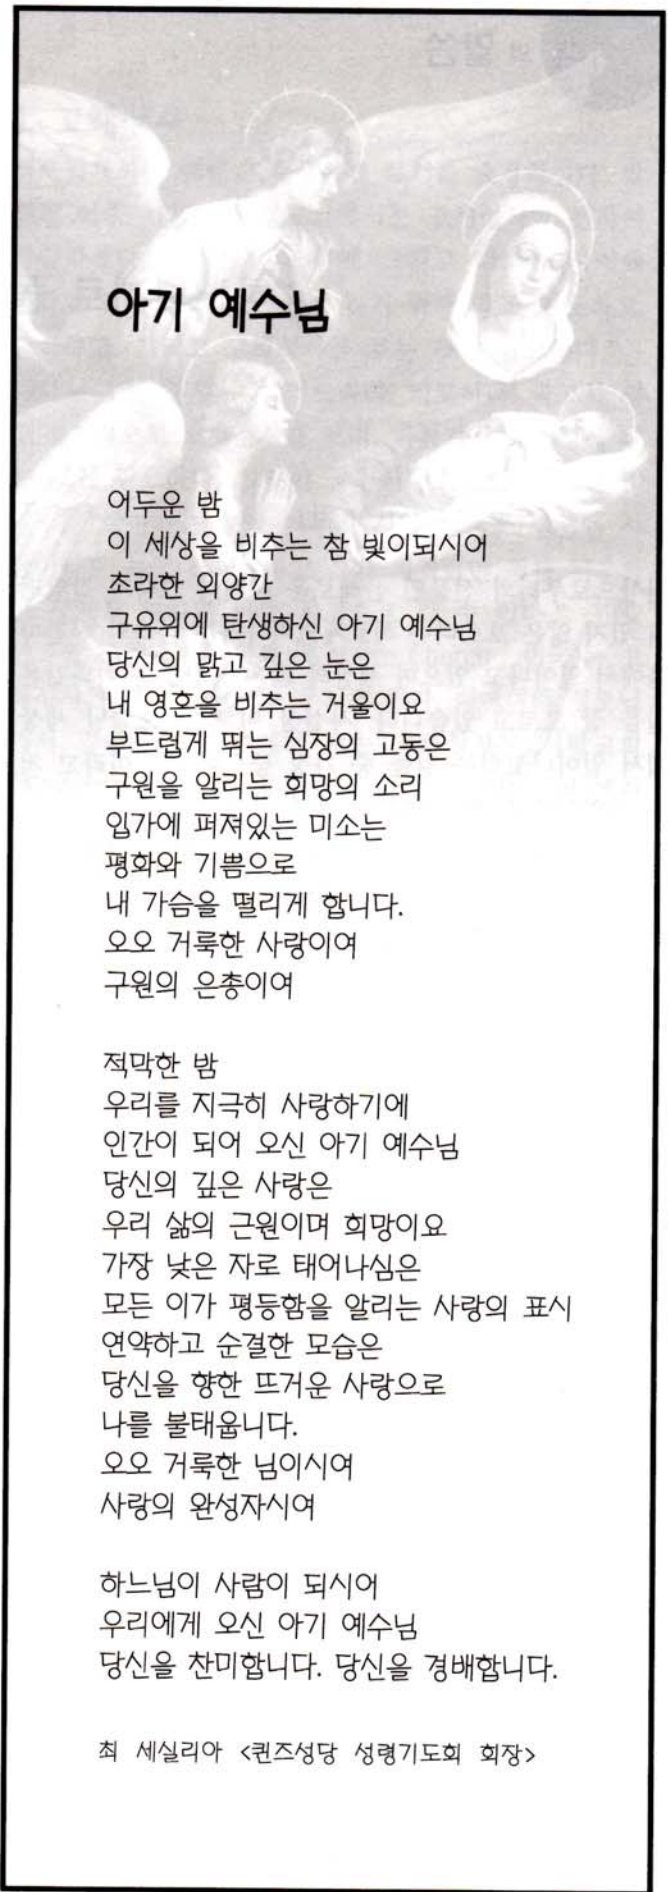 아기 예수님
어두운 밤
이 세상을 비추는 참 빛이되시어
초라한 외양간
구유위에 탄생하신 아기 예수님
당신의 맑고 깊은 눈은
내 영혼을 비추는 거울이요
부드럽게 뛰는 심장의 고동은
구원을 알리는 희망의 소리
입가에 퍼져있는 미소는
평화와 기쁨으로
내 가슴을 떨리게 합니다.
오오 거룩한 사랑이여
구원의 은총이여
적막한 밤
우리를 지극히 사랑하기에
인간이 되어 오신 아기 예수님
당신의 깊은 사랑은
우리 삶의 근원이며 희망이요
가장 낮은 자로 태어나심은
모든 이가 평등함을 알리는 사랑의 표시
연약하고 순결한 모습은
당신을 향한 뜨거운 사랑으로
나를 불태웁니다.
오오 거룩한 님이시여
사랑의 완성자시여
하느님이 사람이 되시어
우리에게 오신 아기 예수님
당신을 찬미합니다. 당신을 경배합니다.
최 세실리아 <퀸즈성당 성령기도회 회장>